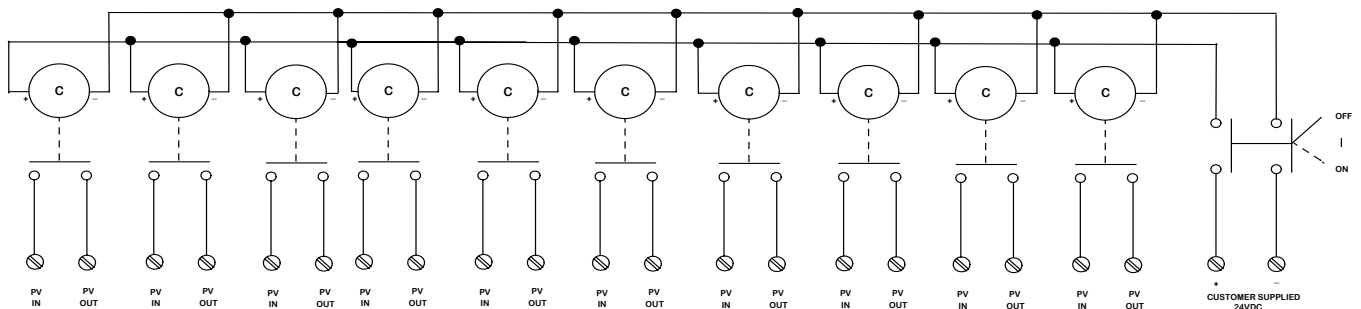 C C C C C C C C C C
+ – + – + – + – + – + – + – + – + – + –
OFF
|
ON
PV IN PV OUT PV IN PV OUT PV IN PV OUT PV IN PV OUT PV IN PV OUT PV IN PV OUT PV IN PV OUT PV IN PV OUT PV IN PV OUT PV IN PV OUT
+ –
CUSTOMER SUPPLIED
24VDC